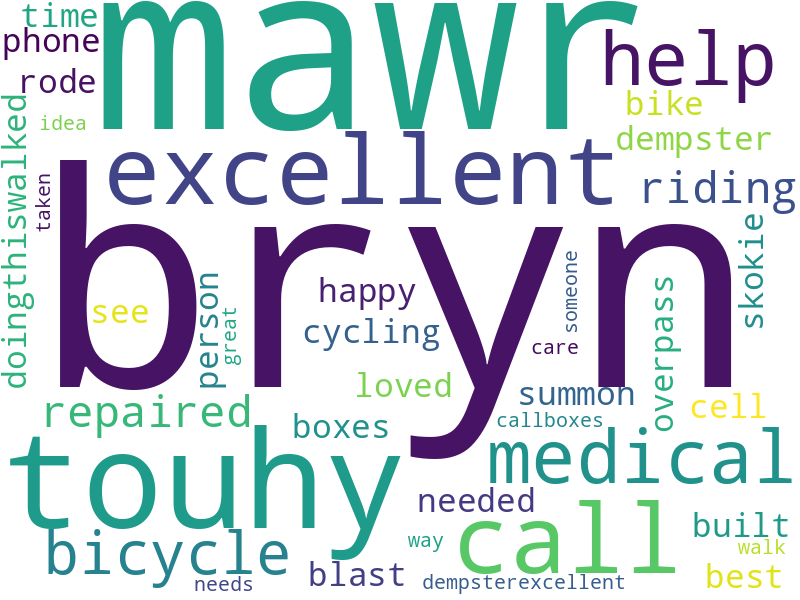 time
mawr
help
phone
rode
bike
idea
dempster
doingthiswalked
excellent
taken
riding
bryn
skokie
person
see
great
happy
someone
overpass
cycling
care
loved
summon
cell
repaired
boxes
callboxes
touhy
medical
needed
call
built
bicycle
way
walk
blast
dempsterexcellent
best
needs